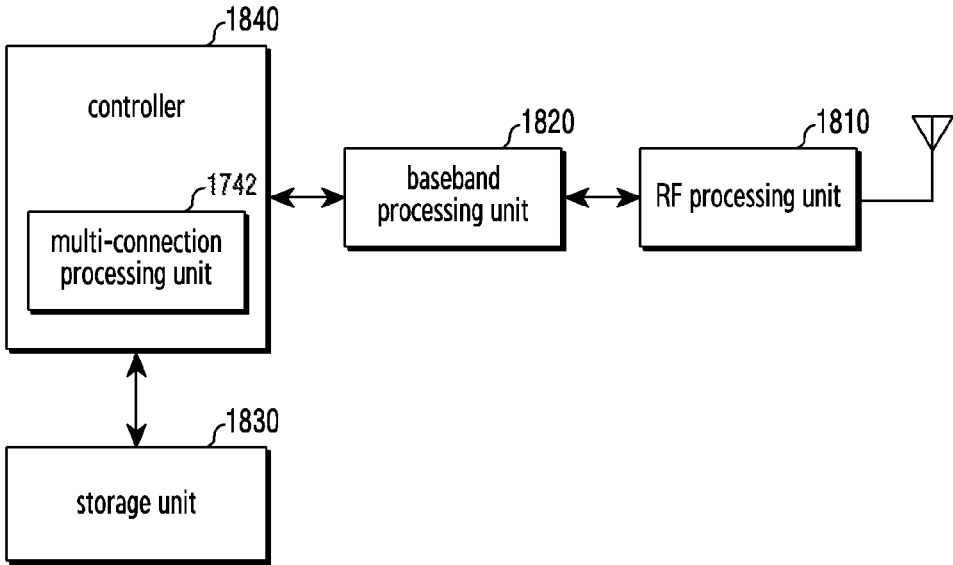 1840
controller
1742
multi-connection
processing unit
1820
baseband
processing unit
1810
RF processing unit
1830
storage unit